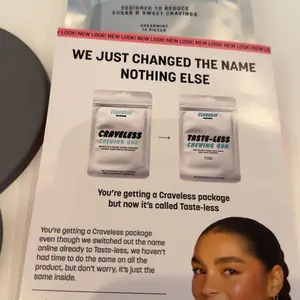 DESIGNED TO REDUCE
SUGAR & SWEET CRAVINGS
SPEARMINT
14 PIECES
LOOK! NEW LOOK! NEW LOOK! NEW LOOK! NEW LOOK! NEW LO
WE JUST CHANGED THE NAME
NOTHING ELSE
CRAVELESS
CHEWING GUM
→
TASTE-LESS
CHEWING GUM
You're getting a Craveless package
but now it's called Taste-less
You're getting a Craveless package
even though we switched out the name
online already to Taste-less, we haven't
had time to do the same on all the
product, but don't worry, it's just the
same inside.